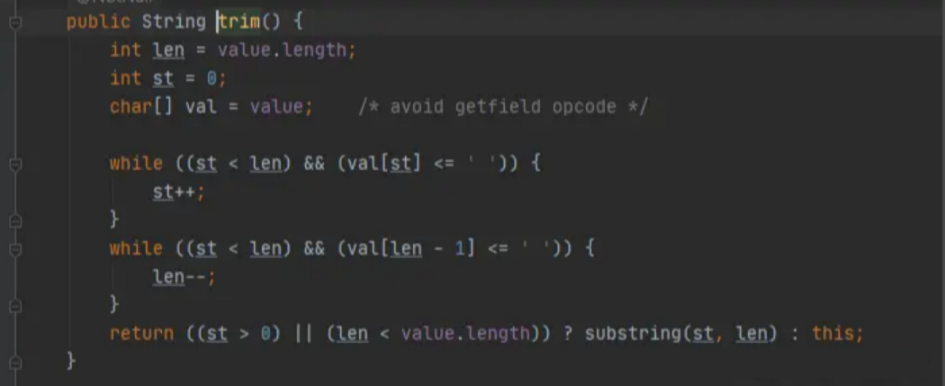 public String trim() {
int len = value.length;
int st = 0;
char[] val = value;    /* avoid getfield opcode */
while ((st < len) && (val[st] <= ' ')) {
st++;
}
while ((st < len) && (val[len - 1] <= ' ')) {
len--;
}
return ((st > 0) || (len < value.length)) ? substring(st, len) : this;
}